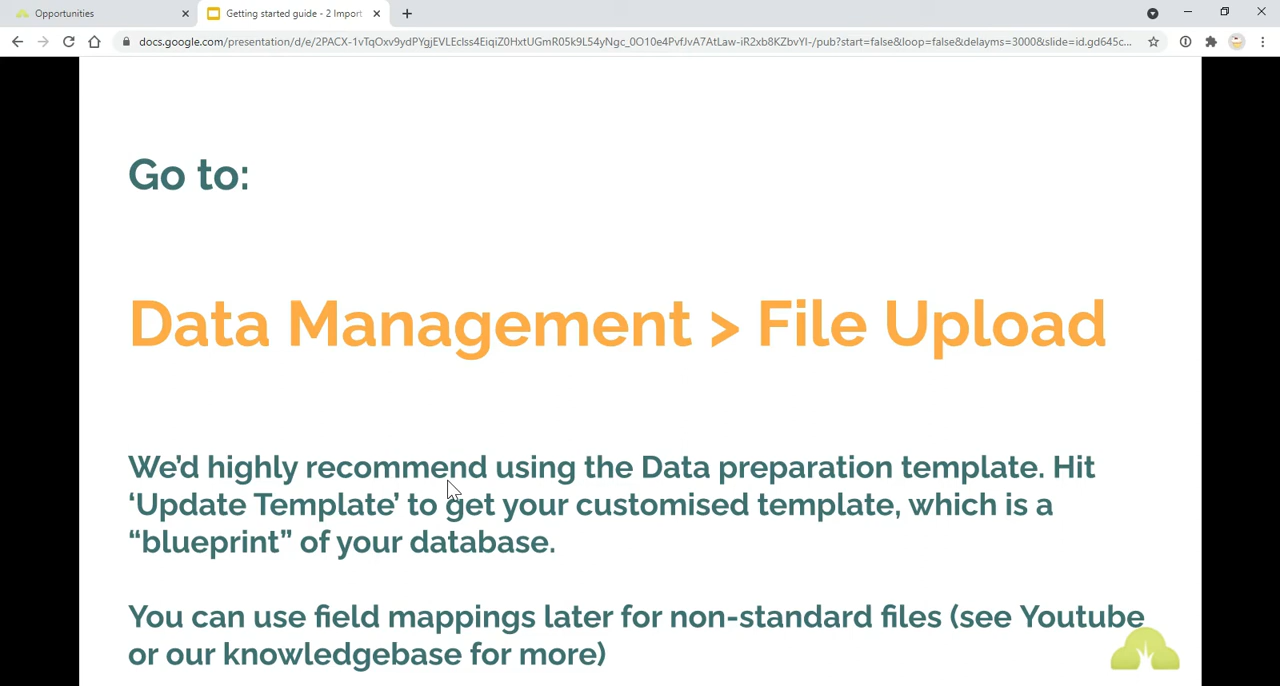 Opportunities
Getting started guide - 2 Import
docs.google.com/presentation/d/e/2PACX-1vTqOxv9ydPYgjEVLEcIss4EiqiZ0HxtUGmR05k9L54yNgc_0O10e4PvfJvA7AtLaw-iR2xb8KZbvYI-/pub?start=false&loop=false&delayms=3000&slide=id.gd645c...
Go to:
Data Management > File Upload
We’d highly recommend using the Data preparation template. Hit
‘Update Template’ to get your customised template, which is a
“blueprint” of your database.
You can use field mappings later for non-standard files (see Youtube
or our knowledgebase for more)